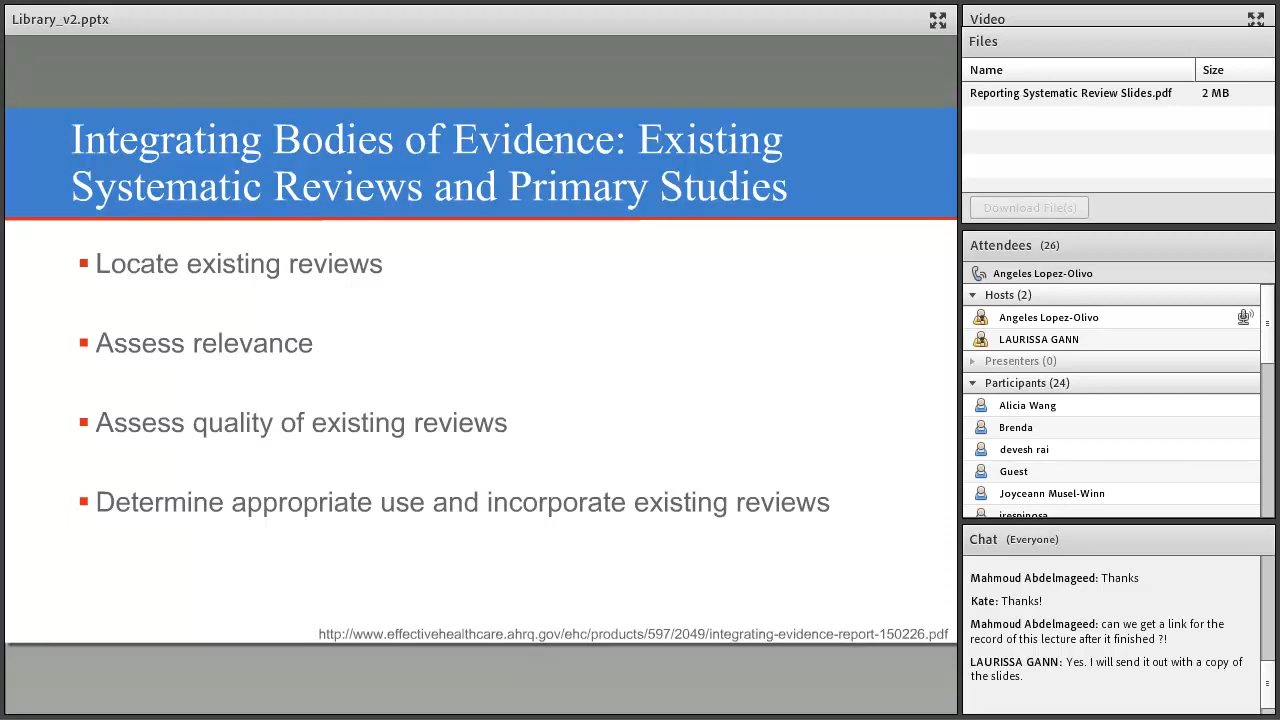 Library_v2.pptx
Integrating Bodies of Evidence: Existing
Systematic Reviews and Primary Studies
Locate existing reviews
Assess relevance
Assess quality of existing reviews
Determine appropriate use and incorporate existing reviews
http://www.effectivehealthcare.ahrq.gov/ehc/products/597/2049/integrating-evidence-report-150226.pdf
Video
Files
Name Size
Reporting Systematic Review Slides.pdf 2 MB
Download File(s)
Attendees (26)
Angeles Lopez-Olivo
Hosts (2)
Angeles Lopez-Olivo
LAURISSA GANN
Presenters (0)
Participants (24)
Alicia Wang
Brenda
devesh rai
Guest
Joyceann Musel-Winn
irespinosa
Chat (Everyone)
Mahmoud Abdelmageed: Thanks
Kate: Thanks!
Mahmoud Abdelmageed: can we get a link for the
record of this lecture after it finished ?!
LAURISSA GANN: Yes. I will send it out with a copy of
the slides.